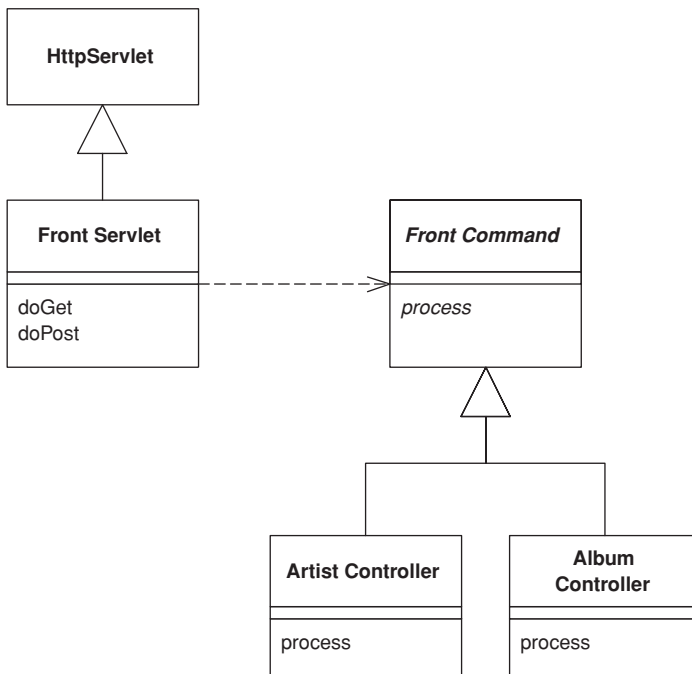 HttpServlet
Front Servlet
doGet
doPost
Front Command
process
Artist Controller
process
Album
Controller
process